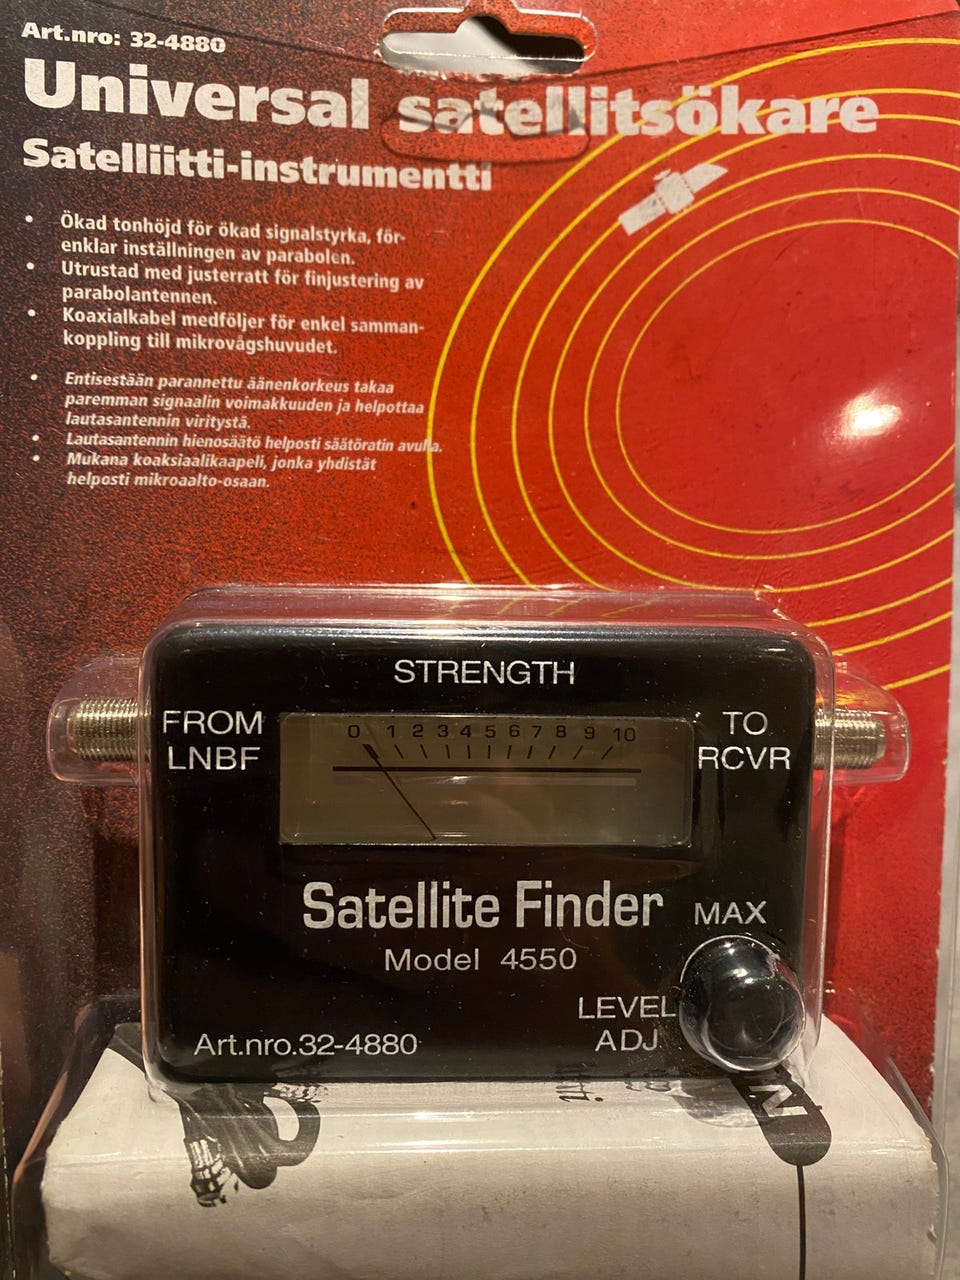 Art.nro: 32-4880
Universal satellitsökare
Satelliitti-instrumentti
• Ökad tonhöjd för ökad signalstyrka, för-
enklar inställningen av parabolen.
• Utrustad med justerratt för finjustering av
parabolantennen.
• Koaxialkabel medföljer för enkel samman-
koppling till mikrovågshuvudet.
• Entisestään parannettu äänenkorkeus takaa
paremman signaalin voimakkuuden ja helpottaa
lautasantennin viritystä.
• Lautasantennin hienosäätö helposti säätöratin avulla.
• Mukana koaksiaalikaapeli, jonka yhdistät
helposti mikroaalto-osaan.
STRENGTH
FROM
LNBF
0 1 2 3 4 5 6 7 8 9 10
TO
RCVR
Satellite Finder
Model 4550
MAX
LEVEL
ADJ
Art.nro.32-4880